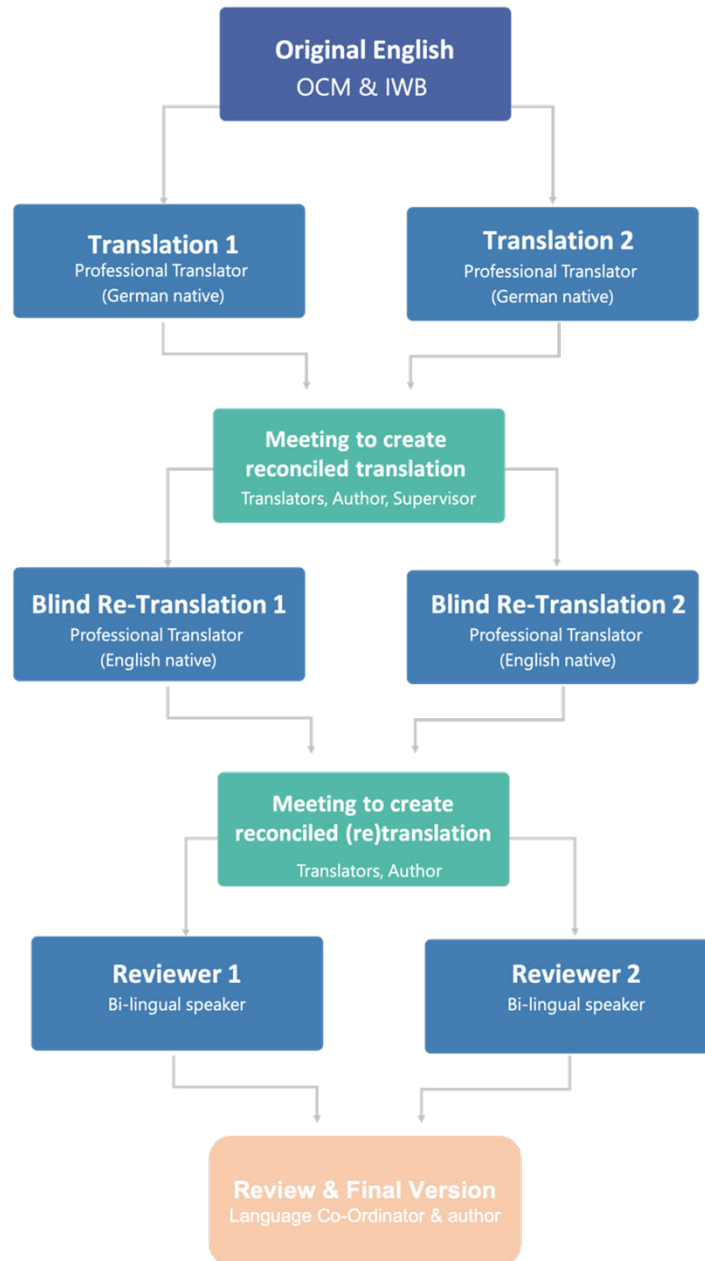 Original English
OCM & IWB
Translation 1
Professional Translator
(German native)
Translation 2
Professional Translator
(German native)
Meeting to create
reconciled translation
Translators, Author, Supervisor
Blind Re-Translation 1
Professional Translator
(English native)
Blind Re-Translation 2
Professional Translator
(English native)
Meeting to create
reconciled (re)translation
Translators, Author
Reviewer 1
Bi-lingual speaker
Reviewer 2
Bi-lingual speaker
Review & Final Version
Language Co-Ordinator & author